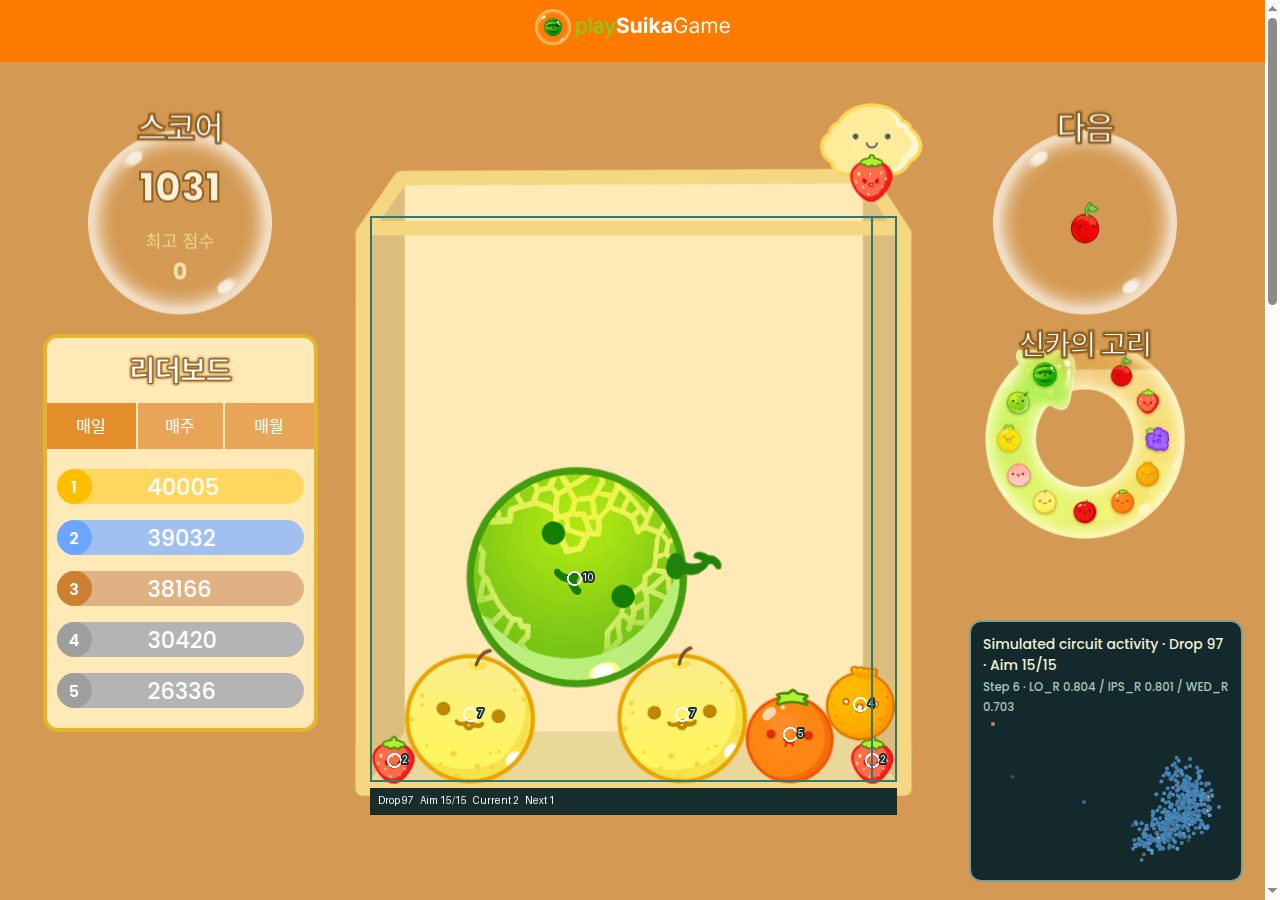 playSuikaGame
스코어
1031
최고 점수
0
다음
리더보드
매일 매주 매월
1 40005
2 39032
3 38166
4 30420
5 26336
신카의 고리
10
7
7
5
4
2
2
Drop97 Aim 15/15 Current 2 Next 1
Simulated circuit activity · Drop 97
· Aim 15/15
Step 6 · LO_R 0.804 / IPS_R 0.801 / WED_R
0.703